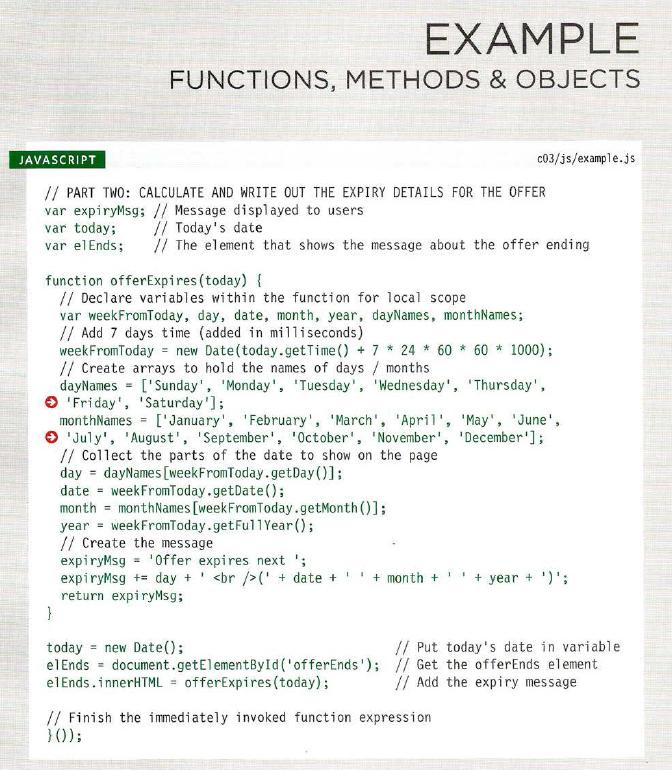 EXAMPLE
FUNCTIONS, METHODS & OBJECTS
JAVASCRIPT
c03/js/example.js
// PART TWO: CALCULATE AND WRITE OUT THE EXPIRY DETAILS FOR THE OFFER
var expiryMsg; // Message displayed to users
var today; // Today's date
var elEnds; // The element that shows the message about the offer ending
function offerExpires(today) {
// Declare variables within the function for local scope
var weekFromToday, day, date, month, year, dayNames, monthNames;
// Add 7 days time (added in milliseconds)
weekFromToday = new Date(today.getTime() + 7 * 24 * 60 * 60 * 1000);
// Create arrays to hold the names of days / months
dayNames = ['Sunday', 'Monday', 'Tuesday', 'Wednesday', 'Thursday',
'Friday', 'Saturday'];
monthNames = ['January', 'February', 'March', 'April', 'May', 'June',
'July', 'August', 'September', 'October', 'November', 'December'];
// Collect the parts of the date to show on the page
day = dayNames[weekFromToday.getDay()];
date = weekFromToday.getDate();
month = monthNames[weekFromToday.getMonth()];
year = weekFromToday.getFullYear();
// Create the message
expiryMsg = 'Offer expires next ';
expiryMsg += day + ' <br />(' + date + ' ' + month + ' ' + year + ')';
return expiryMsg;
}
today = new Date(); // Put today's date in variable
elEnds = document.getElementById('offerEnds'); // Get the offerEnds element
elEnds.innerHTML = offerExpires(today); // Add the expiry message
// Finish the immediately invoked function expression
}());